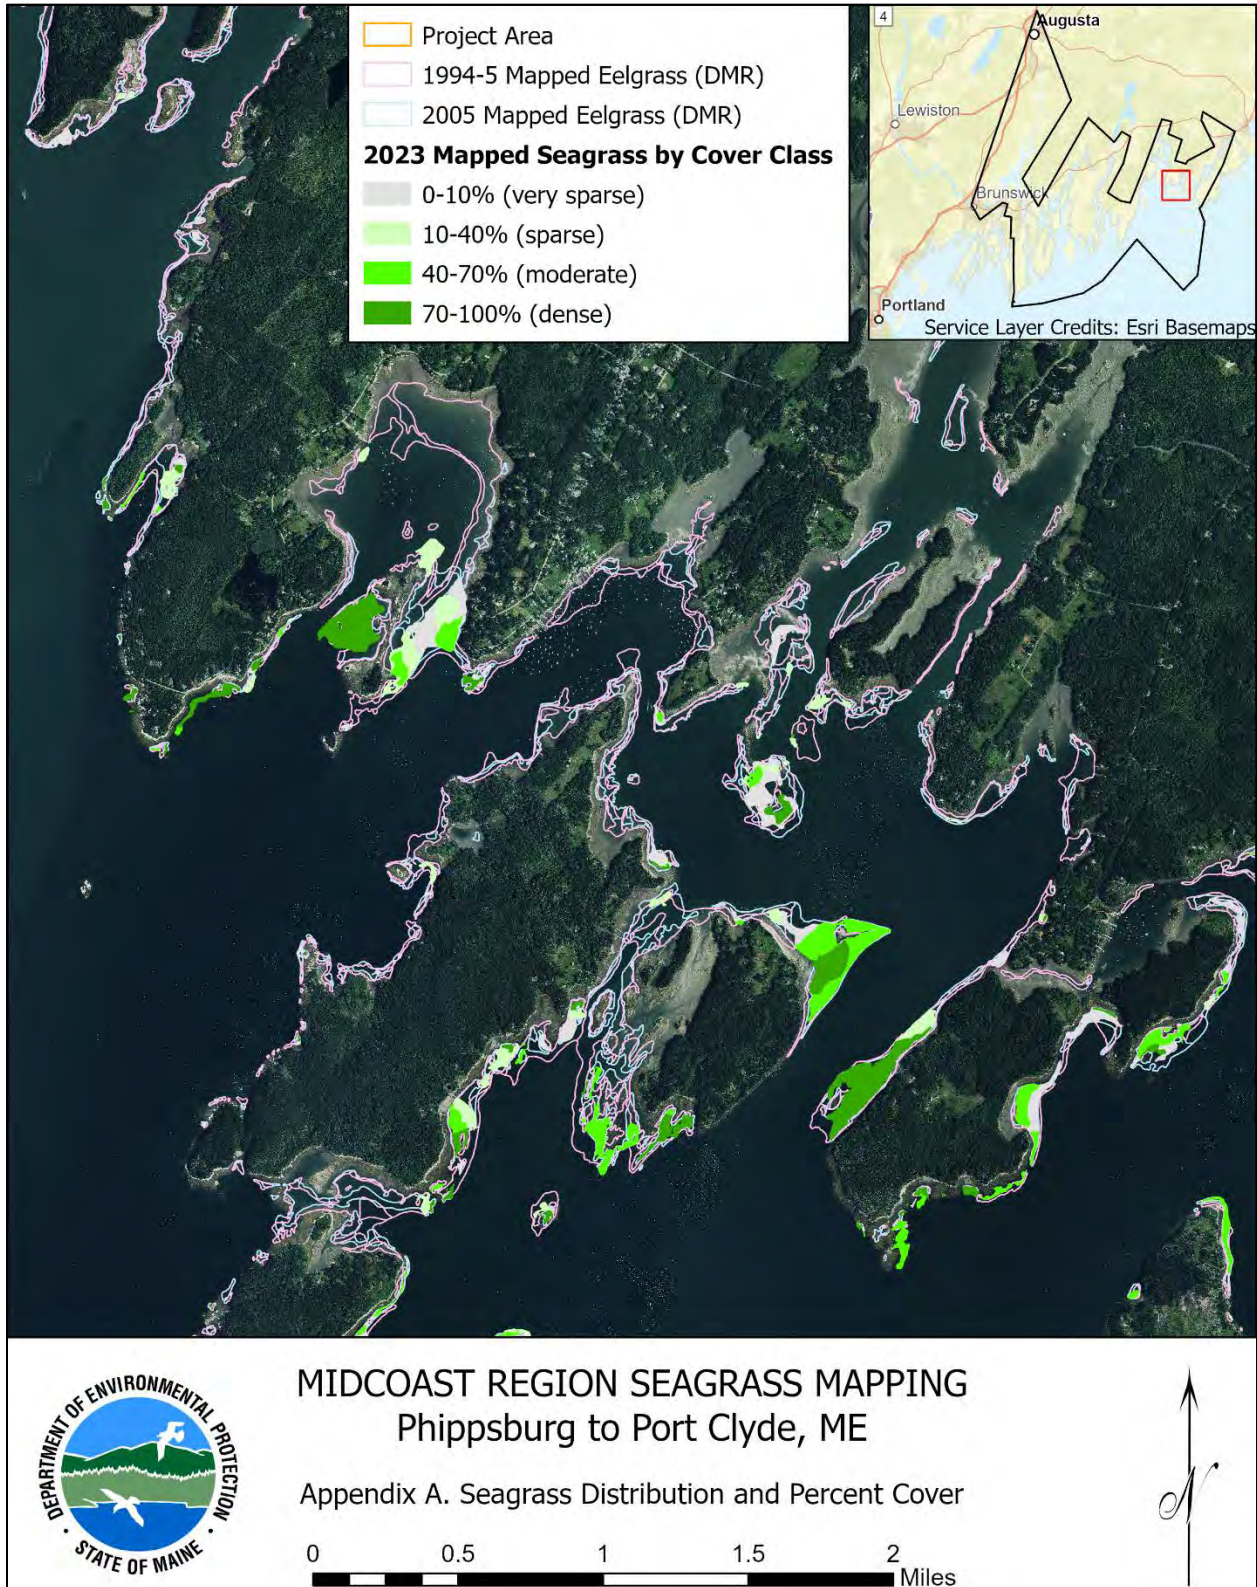 Project Area
1994-5 Mapped Eelgrass (DMR)
2005 Mapped Eelgrass (DMR)
2023 Mapped Seagrass by Cover Class
0-10% (very sparse)
10-40% (sparse)
40-70% (moderate)
70-100% (dense)
4
Augusta
Lewiston
Brunswick
Portland
Service Layer Credits: Esri Basemaps
DEPARTMENT OF ENVIRONMENTAL PROTECTION
STATE OF MAINE
MIDCOAST REGION SEAGRASS MAPPING
Phippsburg to Port Clyde, ME
Appendix A. Seagrass Distribution and Percent Cover
0 0.5 1 1.5 2
Miles
N